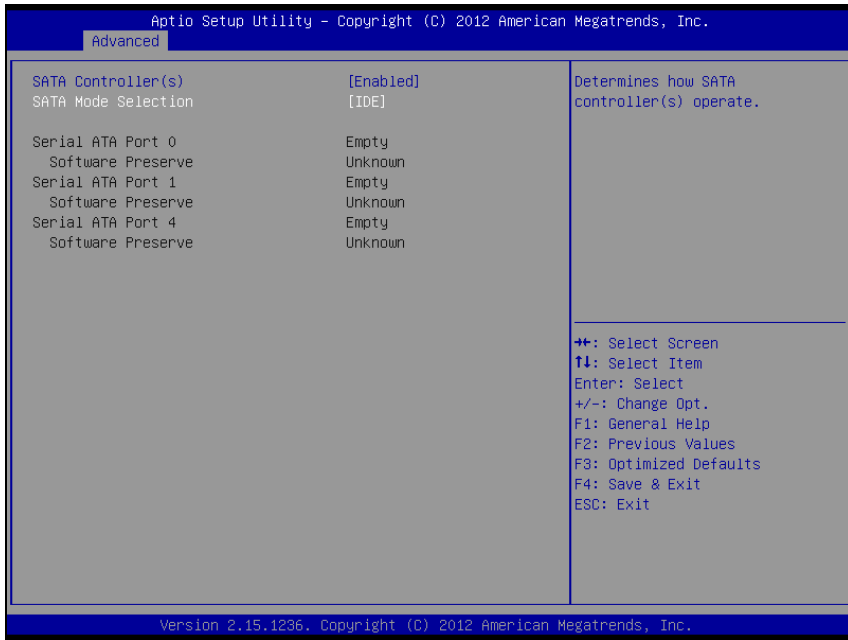 Aptio Setup Utility – Copyright (C) 2012 American Megatrends, Inc.
Advanced
SATA Controller(s) [Enabled]
SATA Mode Selection [IDE]
Serial ATA Port 0 Empty
Software Preserve Unknown
Serial ATA Port 1 Empty
Software Preserve Unknown
Serial ATA Port 4 Empty
Software Preserve Unknown
Determines how SATA
controller(s) operate.
→←: Select Screen
↑↓: Select Item
Enter: Select
+/-: Change Opt.
F1: General Help
F2: Previous Values
F3: Optimized Defaults
F4: Save & Exit
ESC: Exit
Version 2.15.1236. Copyright (C) 2012 American Megatrends, Inc.